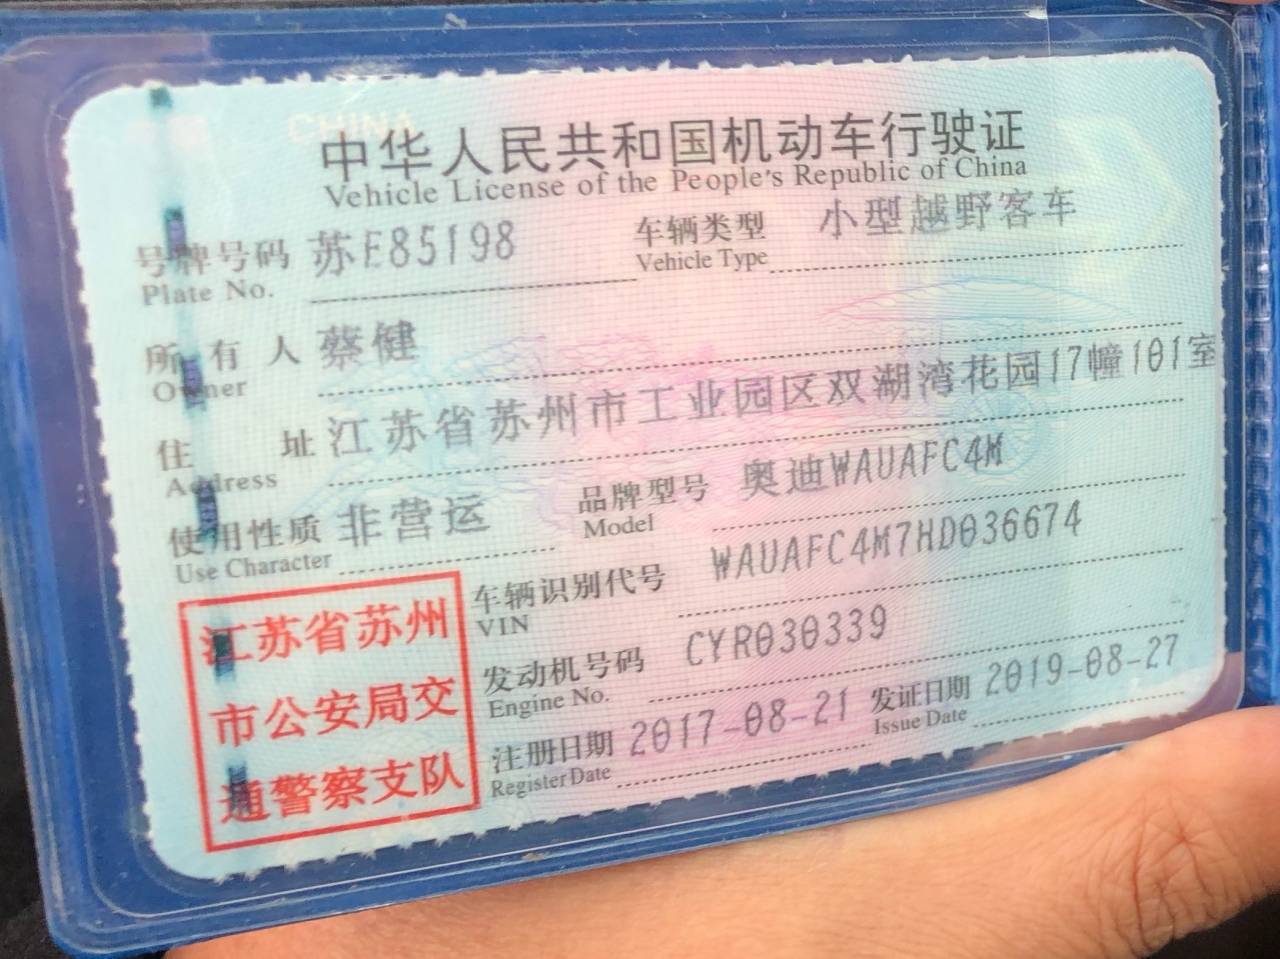 CHINA
中华人民共和国机动车行驶证
Vehicle License of the People's Republic of China
号牌号码 苏E85198 车辆类型 小型越野客车
Plate No. Vehicle Type
所有人 蔡健
Owner
住址 江苏省苏州市工业园区双湖湾花园17幢101室
Address
使用性质 非营运 品牌型号 奥迪WAUAFC4M
Use Character Model
车辆识别代号 WAUAFC4M7HD036674
VIN
发动机号码 CYR030339
Engine No.
注册日期 2017-08-21 发证日期 2019-08-27
Register Date Issue Date
江苏省苏州
市公安局交
通警察支队